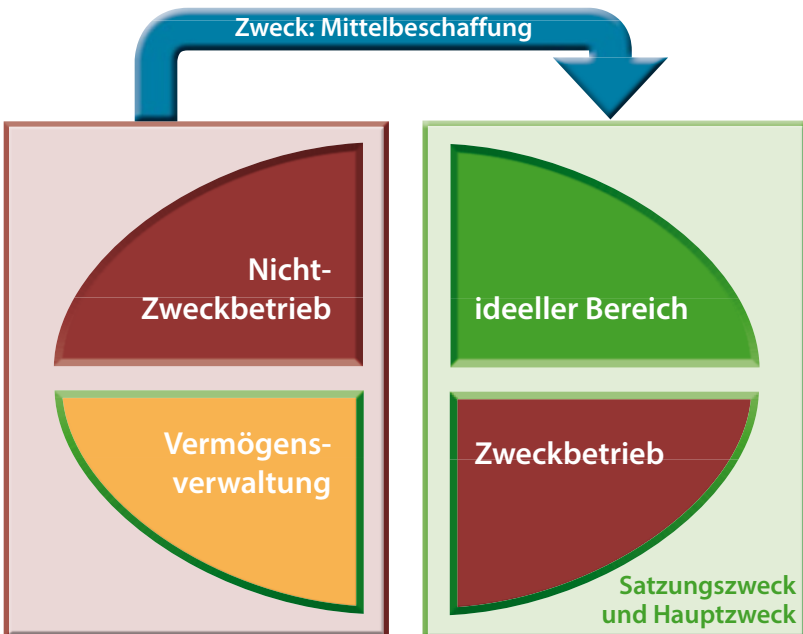 Zweck: Mittelbeschaffung
Nicht-
Zweckbetrieb
ideeller Bereich
Vermögens-
verwaltung
Zweckbetrieb
Satzungszweck
und Hauptzweck